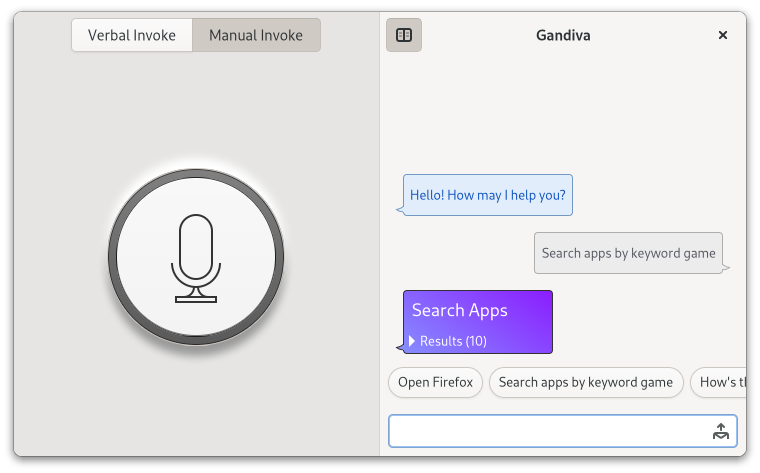 Verbal Invoke
Manual Invoke
Gandiva
Hello! How may I help you?
Search apps by keyword game
Search Apps
Results (10)
Open Firefox
Search apps by keyword game
How's